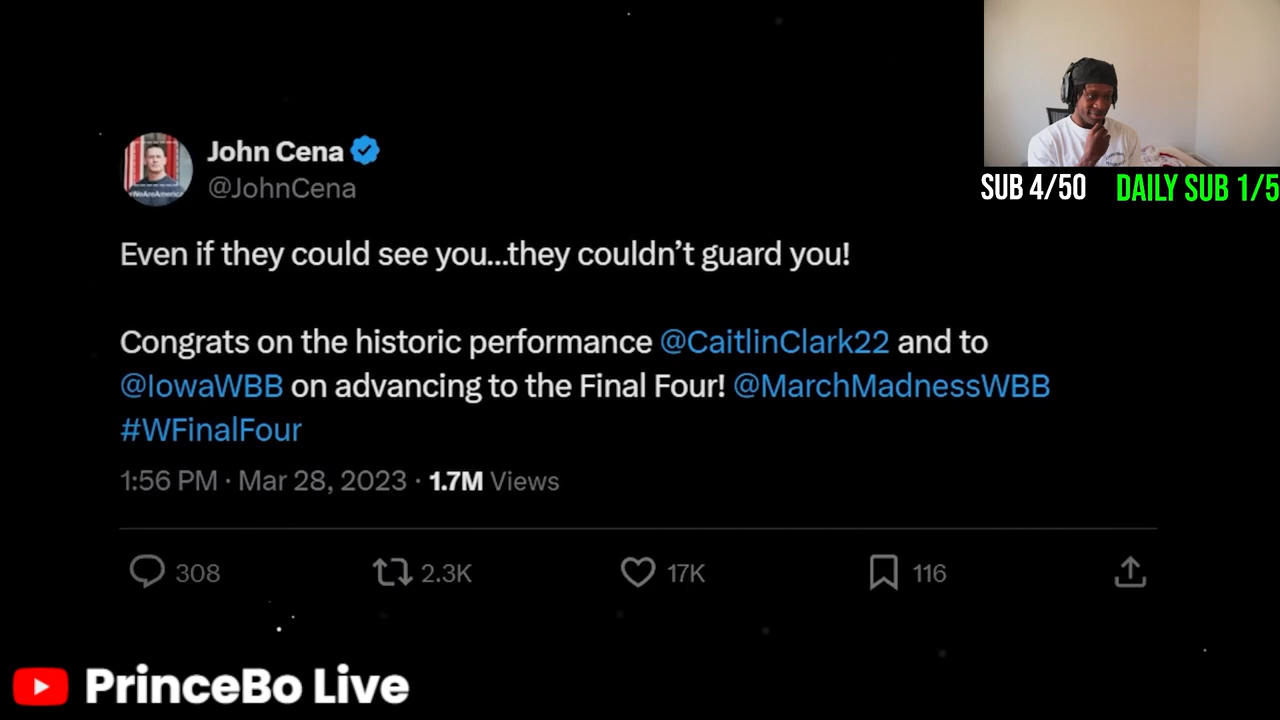 John Cena
@JohnCena
SUB 4/50 DAILY SUB 1/5
Even if they could see you...they couldn’t guard you!
Congrats on the historic performance @CaitlinClark22 and to
@IowaWBB on advancing to the Final Four! @MarchMadnessWBB
#WFinalFour
1:56 PM · Mar 28, 2023 · 1.7M Views
308 2.3K 17K 116
PrinceBo Live